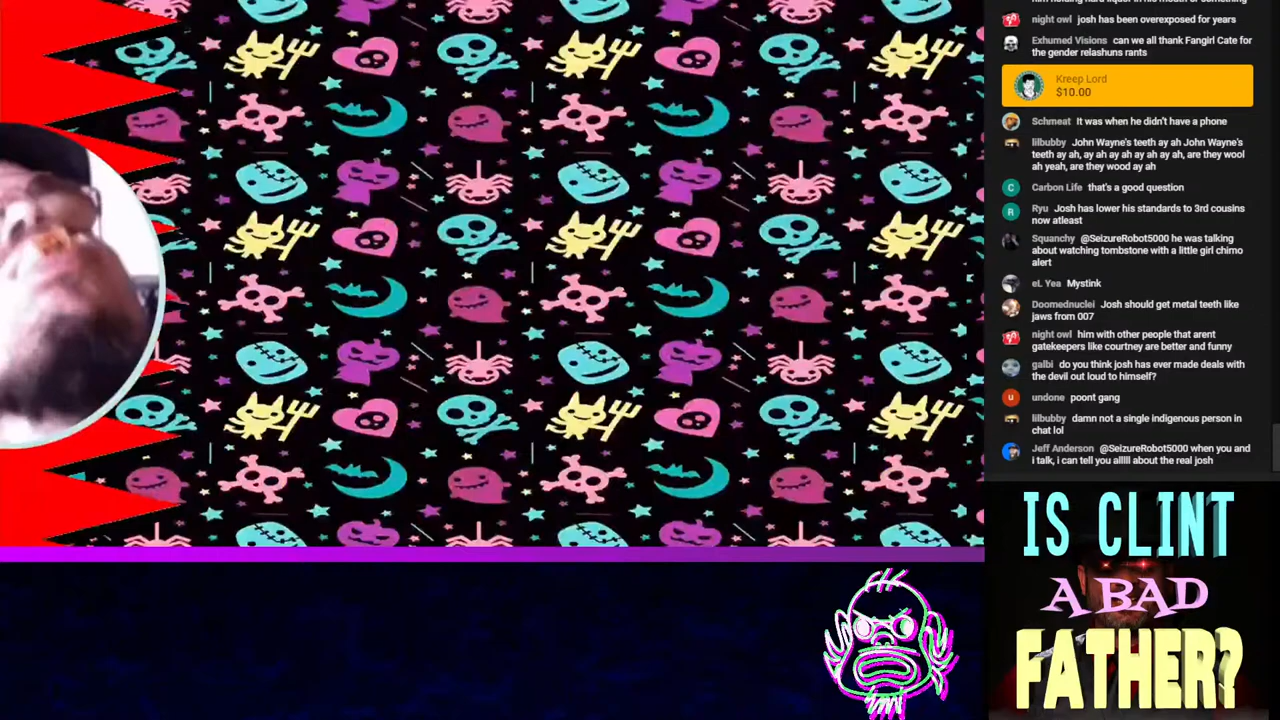 night owl josh has been overexposed for years
Exhumed Visions can we all thank Fangirl Cate for
the gender relashuns rants
Kreep Lord
$10.00
Schmeat It was when he didn't have a phone
lilbubby John Wayne's teeth ay ah John Wayne's
teeth ay ah, ay ah ay ah ay ah ay ah, are they wool
ah yeah, are they wood ay ah
C
Carbon Life that's a good question
R
Ryu Josh has lower his standards to 3rd cousins
now atleast
Squanchy @SeizureRobot5000 he was talking
about watching tombstone with a little girl chimo
alert
eL Yea Mystink
Doomednuclei Josh should get metal teeth like
jaws from 007
night owl him with other people that arent
gatekeepers like courtney are better and funny
galbi do you think josh has ever made deals with
the devil out loud to himself?
u
undone poont gang
lilbubby damn not a single indigenous person in
chat lol
Jeff Anderson @SeizureRobot5000 when you and
i talk, i can tell you alllll about the real josh
IS CLINT
A BAD
FATHER?